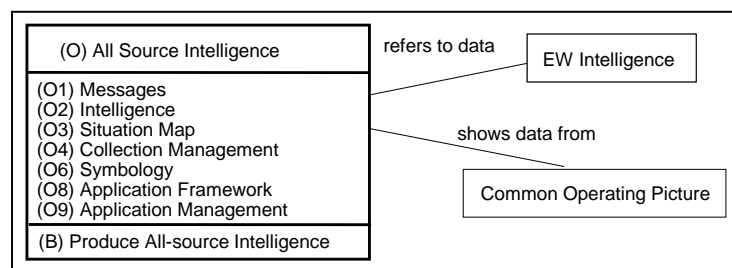 (O) All Source Intelligence
(O1) Messages
(O2) Intelligence
(O3) Situation Map
(O4) Collection Management
(O6) Symbology
(O8) Application Framework
(O9) Application Management
(B) Produce All-source Intelligence
refers to data
EW Intelligence
shows data from
Common Operating Picture